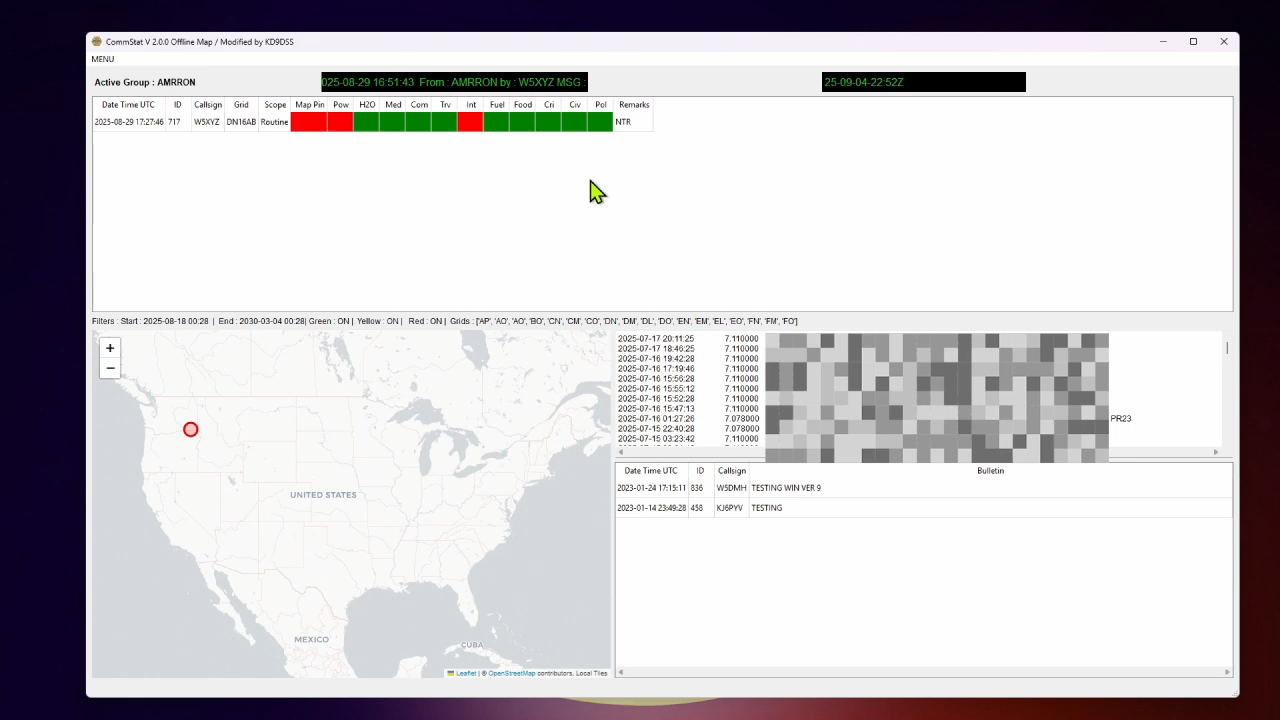 CommStat V 2.0.0 Offline Map / Modified by KD9DSS
MENU
Active Group : AMRRON
025-08-29 16:51:43 From : AMRRON by : W5XYZ MSG :
25-09-04-22:52Z
Date Time UTC ID Callsign Grid Scope Map Pin Pow H2O Med Com Trv Int Fuel Food Cri Civ Pol Remarks
2025-08-29 17:27:46 717 W5XYZ DN16AB Routine NTR
Filters : Start : 2025-08-18 00:28 | End : 2030-03-04 00:28| Green : ON | Yellow : ON | Red : ON | Grids : ['AP', 'AO', 'AO', 'BO', 'CN', 'CM', 'CO', 'DN', 'DM', 'DL', 'DO', 'EN', 'EM', 'EL', 'EO', 'FN', 'FM', 'FO']
+
−
UNITED STATES
MEXICO
CUBA
Leaflet | © OpenStreetMap contributors, Local Tiles
2025-07-17 20:11:25 7.110000
2025-07-17 18:46:25 7.110000
2025-07-16 19:42:28 7.110000
2025-07-16 17:19:46 7.110000
2025-07-16 15:56:28 7.110000
2025-07-16 15:55:12 7.110000
2025-07-16 15:52:28 7.110000
2025-07-16 15:47:13 7.110000
2025-07-16 01:27:26 7.078000 PR23
2025-07-15 22:40:28 7.078000
2025-07-15 03:23:42 7.110000
Date Time UTC ID Callsign Bulletin
2023-01-24 17:15:11 836 W5DMH TESTING WIN VER 9
2023-01-14 23:49:28 458 KJ6PYV TESTING